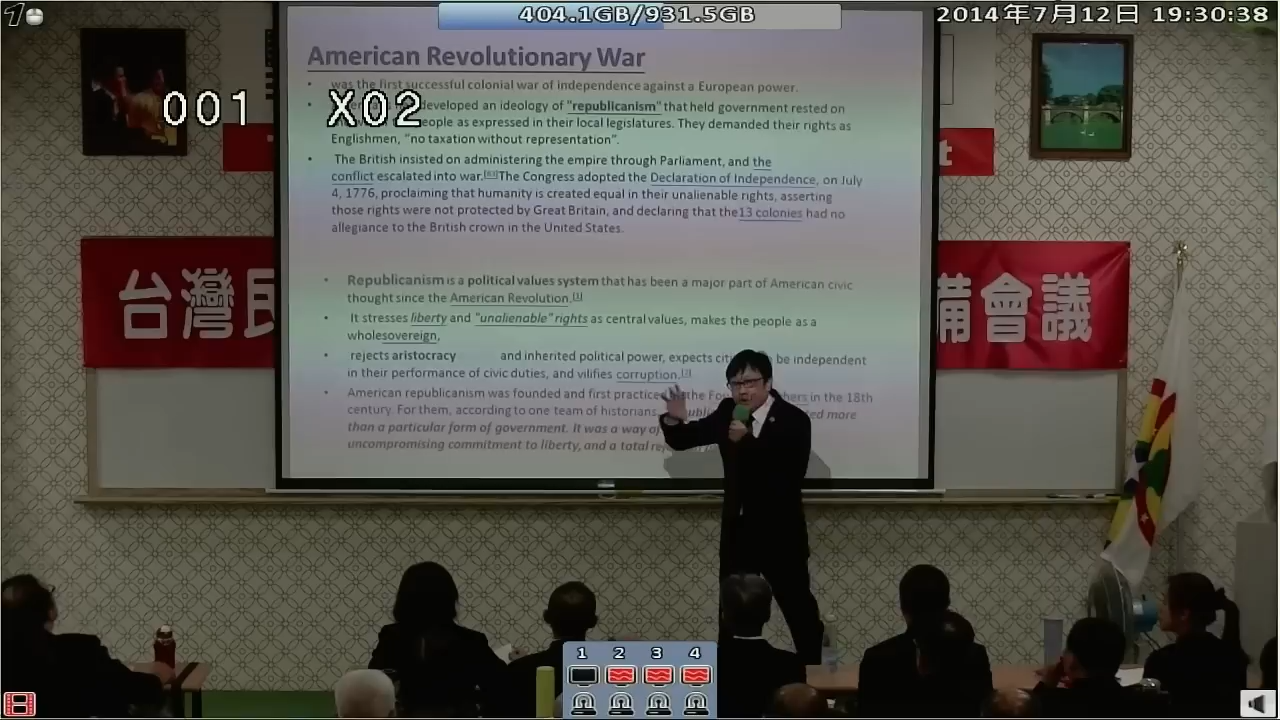 1
404.1GB/931.5GB
2014年7月12日 19:30:38
American Revolutionary War
• was the first successful colonial war of independence against a European power.
001 X02
• developed an ideology of "republicanism" that held government rested on
people as expressed in their local legislatures. They demanded their rights as
Englishmen, "no taxation without representation".
• The British insisted on administering the empire through Parliament, and the
conflict escalated into war.[63]The Congress adopted the Declaration of Independence, on July
4, 1776, proclaiming that humanity is created equal in their unalienable rights, asserting
those rights were not protected by Great Britain, and declaring that the13 colonies had no
allegiance to the British crown in the United States.
台灣民 備會議
• Republicanism is a political values system that has been a major part of American civic
thought since the American Revolution.[1]
• It stresses liberty and "unalienable" rights as central values, makes the people as a
wholesovereign,
• rejects aristocracy and inherited political power, expects be independent
in their performance of civic duties, and vilifies corruption.[2]
• American republicanism was founded and first practiced the in the 18th
century. For them, according to one team of historians, more
than a particular form of government. It was a way of
uncompromising commitment to liberty, and a total
1 2 3 4